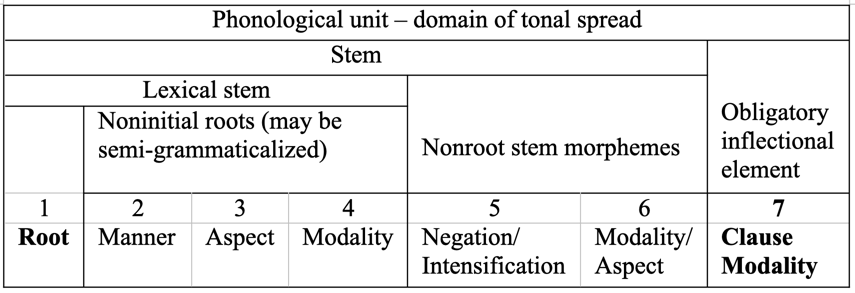 Phonological unit – domain of tonal spread
Stem
Obligatory
inflectional
element
Lexical stem
Nonroot stem morphemes
Noninitial roots (may be
semi-grammaticalized)
1 2 3 4 5 6 7
Root Manner Aspect Modality Negation/ Modality/ Clause
Intensification Aspect Modality